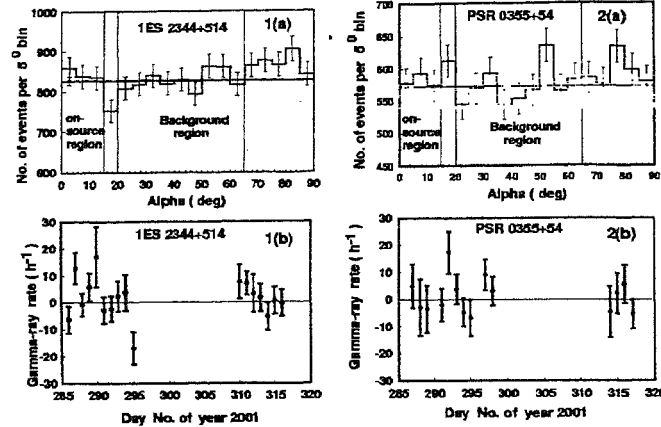 1ES 2344+514 1(a)
No. of events per 5⁰ bin
1000
900
800
700
600
on-
source
region
Background
region
0 10 20 30 40 50 60 70 80 90
Alpha ( deg)
PSR 0355+54 2(a)
No. of events per 5⁰ bin
700
650
600
550
500
450
on-
source
region
Background
region
0 10 20 30 40 50 60 70 80 90
Alpha ( deg)
1ES 2344+514 1(b)
Gamma-ray rate ( h⁻¹)
30
20
10
0
-10
-20
-30
285 290 295 300 305 310 315 320
Day No. of year 2001
PSR 0355+54 2(b)
Gamma-ray rate ( h⁻¹)
30
20
10
0
-10
-20
-30
285 290 295 300 305 310 315 320
Day No. of year 2001